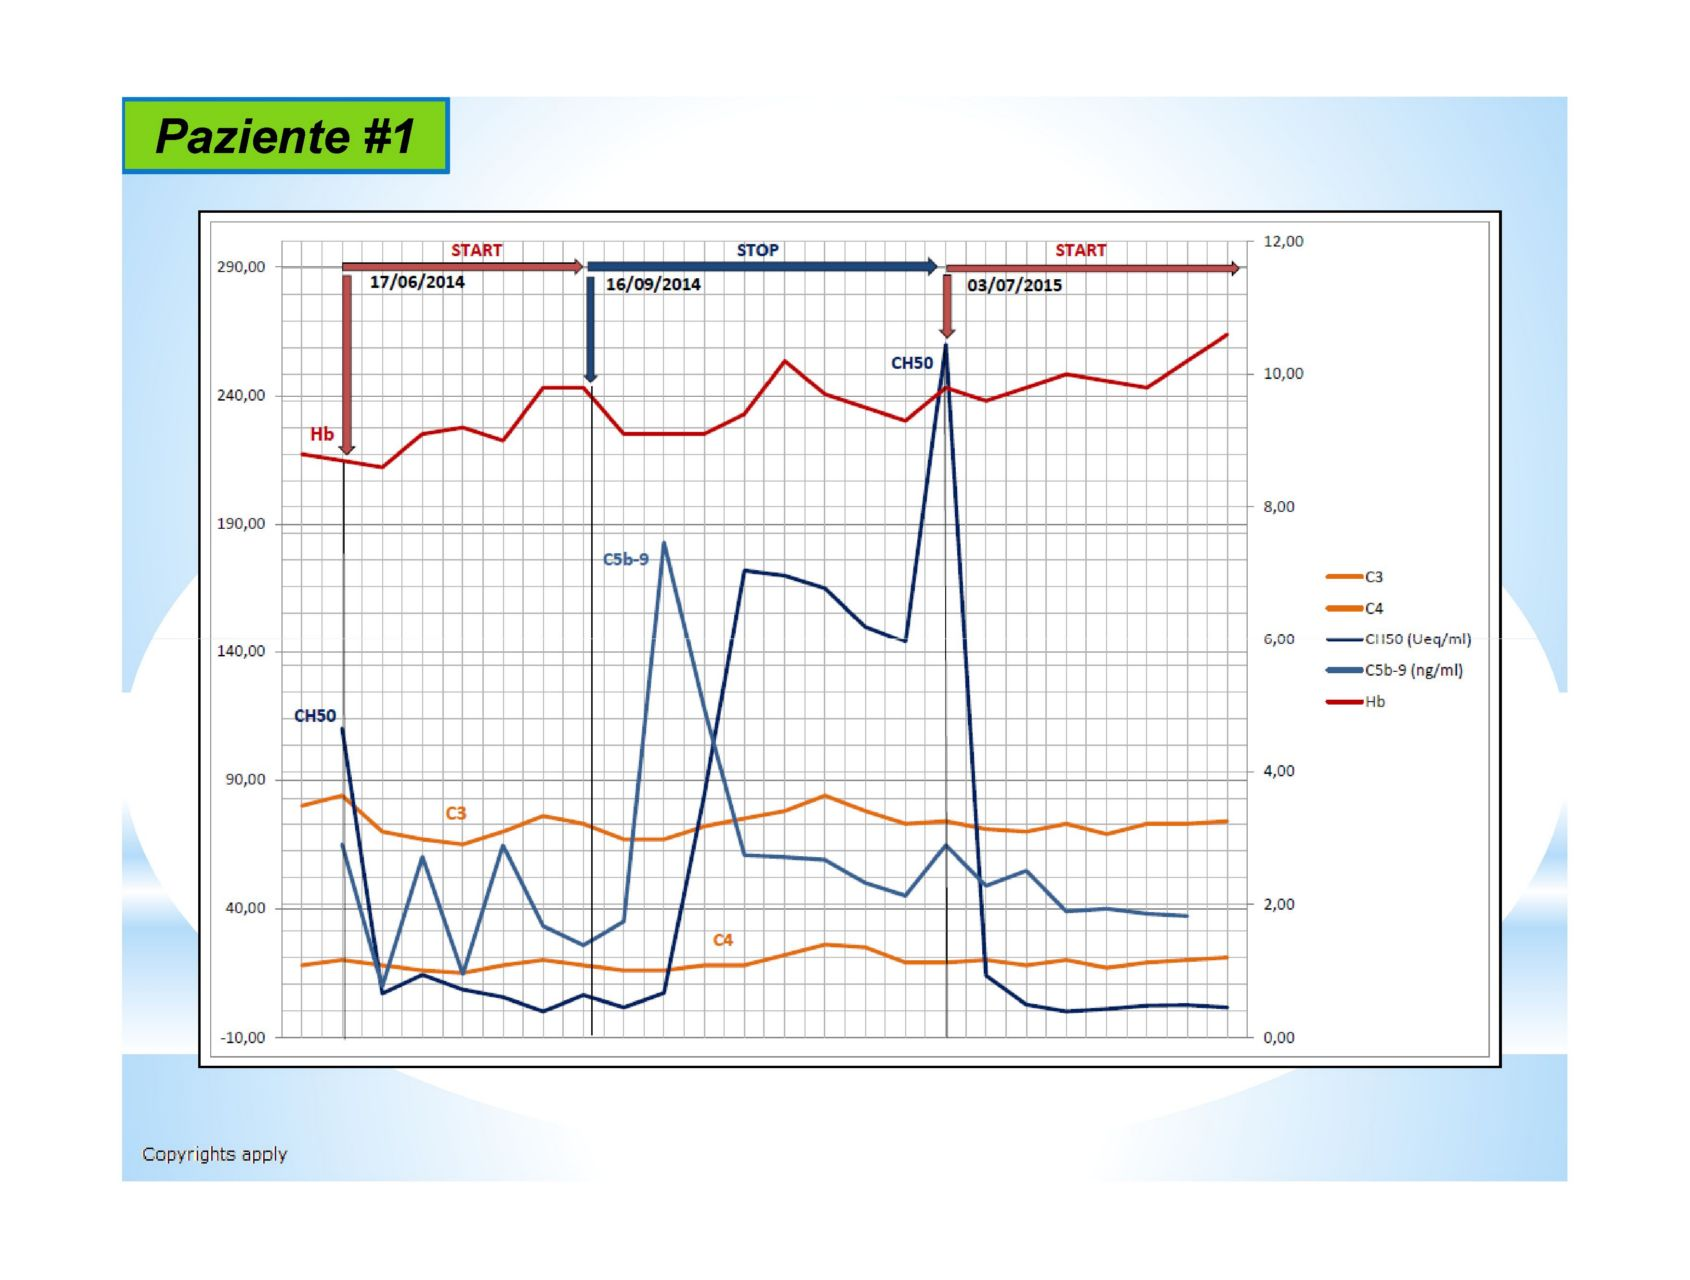 Paziente #1
START STOP START
17/06/2014 16/09/2014 03/07/2015
12,00
290,00
10,00
240,00
8,00
190,00
6,00
140,00
4,00
90,00
2,00
40,00
0,00
-10,00
Hb
CH50
C5b-9
CH50
C3
C4
C3
C4
CH50 (Ueq/ml)
C5b-9 (ng/ml)
Hb
Copyrights apply